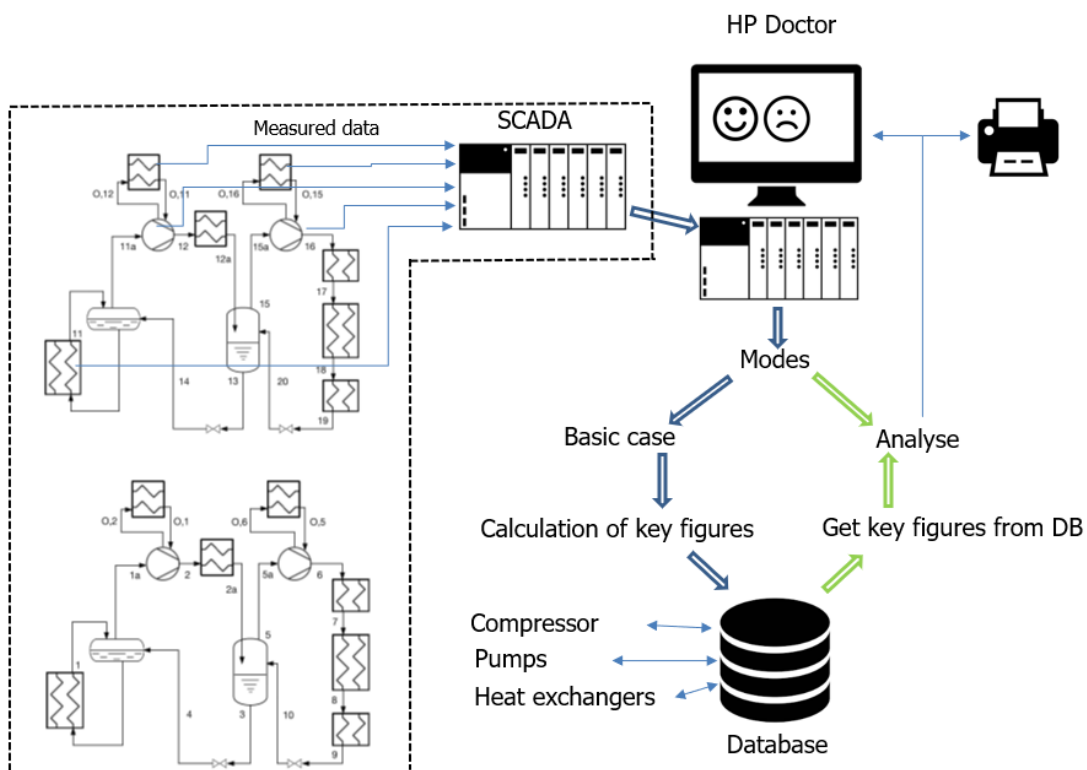 HP Doctor
SCADA
Measured data
O,12
O,11
O,16
O,15
11a
12
12a
15a
16
17
15
11
18
14
13
20
19
Modes
Basic case
Analyse
Calculation of key figures
Get key figures from DB
O,2
O,1
O,6
O,5
1a
2
2a
5a
6
7
5
1
8
4
3
10
9
Compressor
Pumps
Heat exchangers
Database